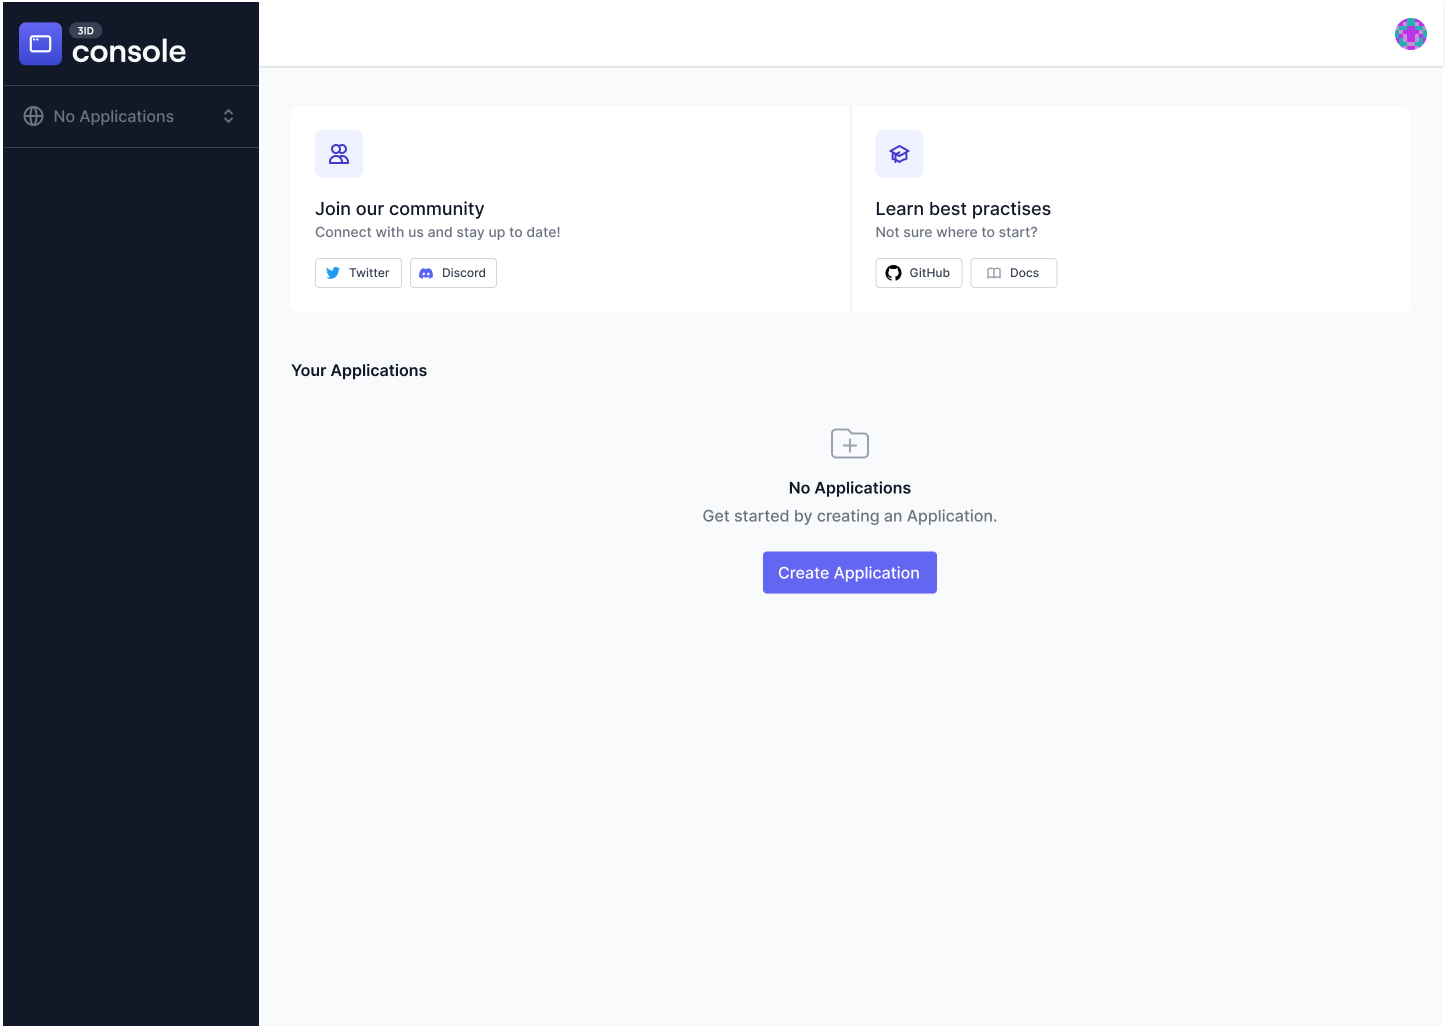 3ID
console
No Applications
Join our community
Connect with us and stay up to date!
Twitter
Discord
Learn best practises
Not sure where to start?
GitHub
Docs
Your Applications
No Applications
Get started by creating an Application.
Create Application